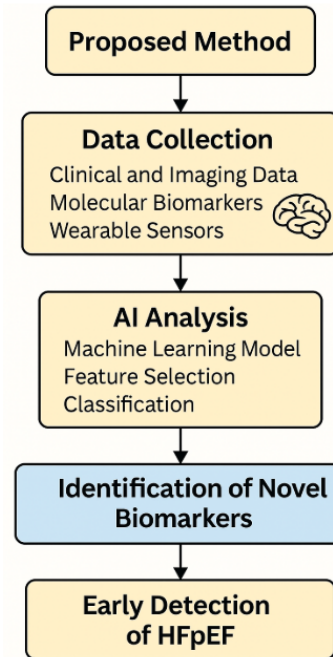 Proposed Method
Data Collection
Clinical and Imaging Data
Molecular Biomarkers
Wearable Sensors
AI Analysis
Machine Learning Model
Feature Selection
Classification
Identification of Novel
Biomarkers
Early Detection
of HFpEF